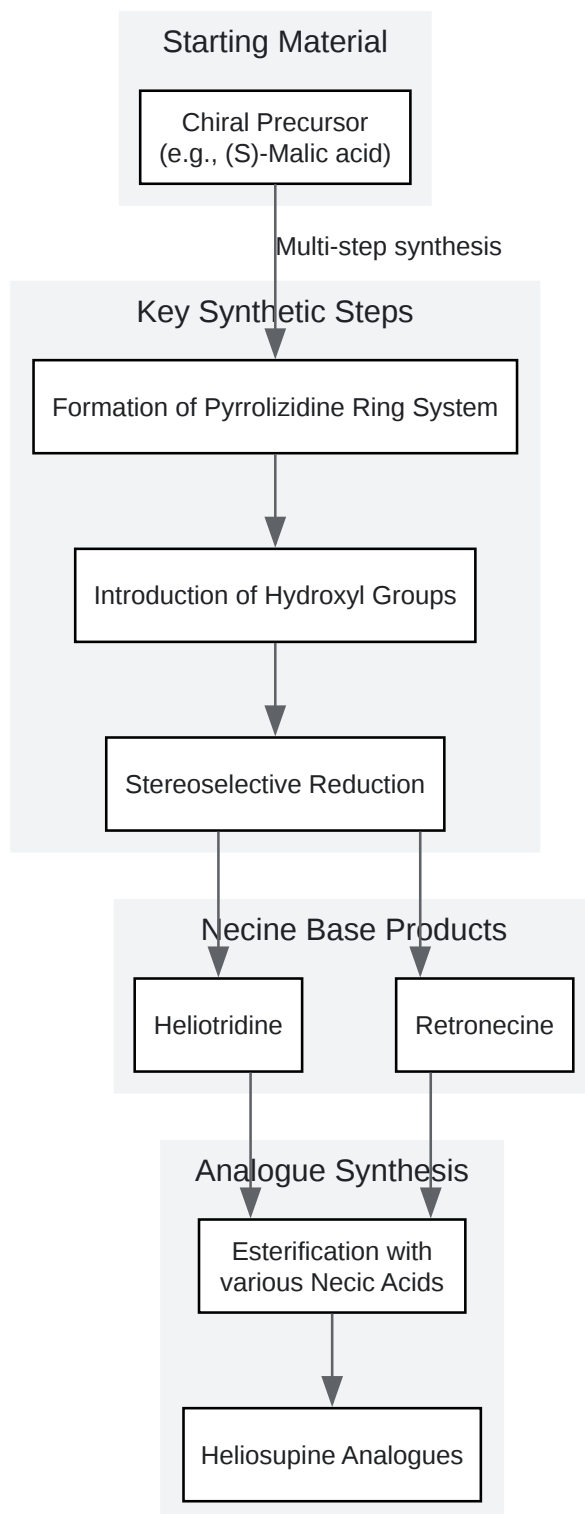 Starting Material
Chiral Precursor
(e.g., (S)-Malic acid)
Multi-step synthesis
Key Synthetic Steps
Formation of Pyrrolizidine Ring System
Introduction of Hydroxyl Groups
Stereoselective Reduction
Necine Base Products
Heliotridine
Retronecine
Analogue Synthesis
Esterification with
various Necic Acids
Heliosupine Analogues